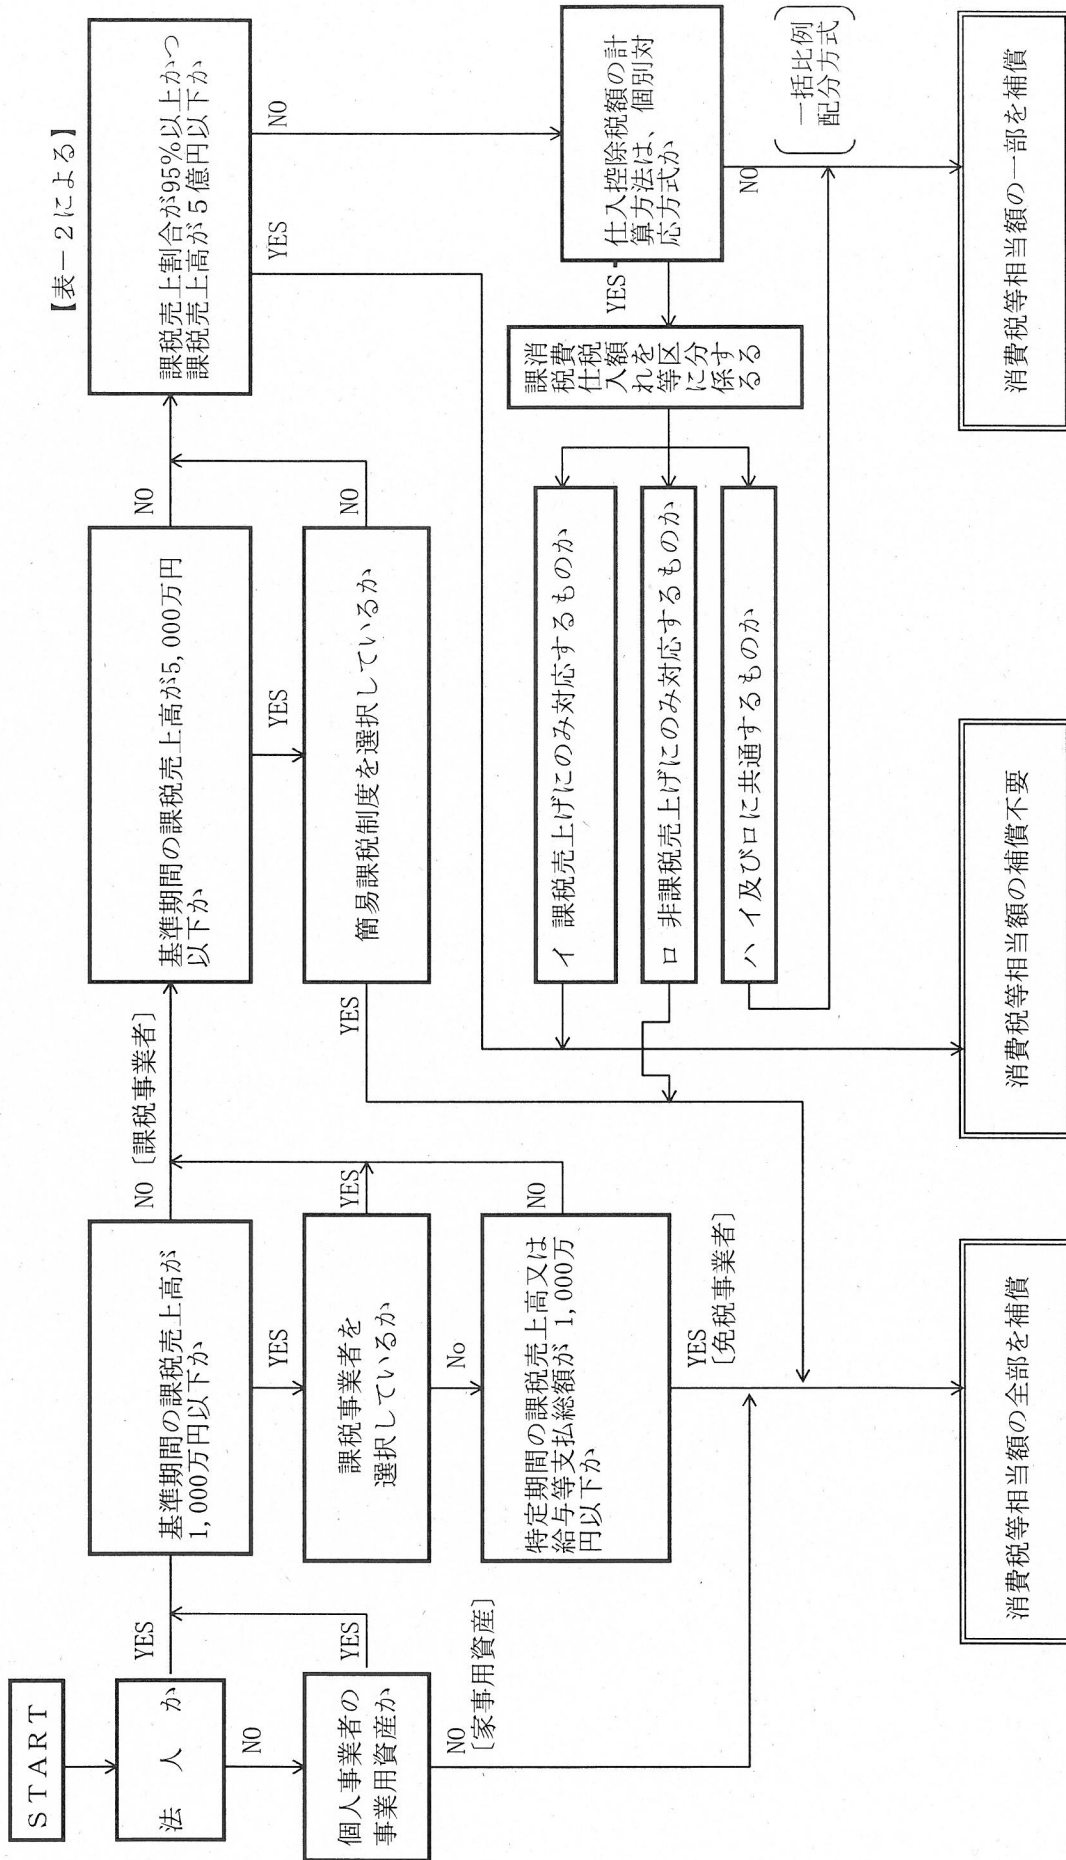 【表－２による】
ＳＴＡＲＴ
法　人　か
YES
NO
個人事業者の
事業用資産か
YES
NO
〔家事用資産〕
基準期間の課税売上高が
1,000万円以下か
NO〔課税事業者〕
YES
課税事業者を
選択しているか
YES
No
特定期間の課税売上高又は
給与等支払総額が 1,000万
円以下か
NO
YES
〔免税事業者〕
基準期間の課税売上高が5,000万円
以下か
NO
YES
簡易課税制度を選択しているか
NO
YES
課税売上割合が95%以上かつ
課税売上高が５億円以下か
NO
YES
仕入控除税額の計
算方法は、個別対
応方式か
YES
NO
一括比例
配分方式
課税仕入れ等に係る
消費税額を区分する
イ 課税売上げにのみ対応するものか
ロ 非課税売上げにのみ対応するものか
ハ イ及びロに共通するものか
消費税等相当額の全部を補償
消費税等相当額の補償不要
消費税等相当額の一部を補償